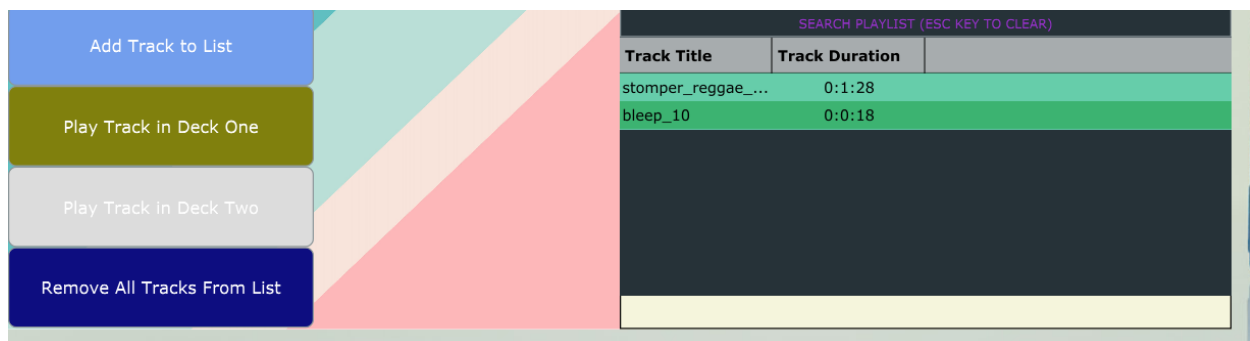 Add Track to List
Play Track in Deck One
Play Track in Deck Two
Remove All Tracks From List
SEARCH PLAYLIST (ESC KEY TO CLEAR)
Track Title Track Duration
stomper_reggae_... 0:1:28
bleep_10 0:0:18